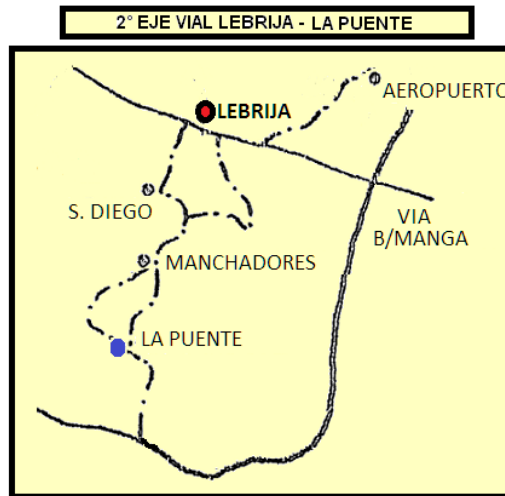 2° EJE VIAL LEBRIJA - LA PUENTE
AEROPUERTO
LEBRIJA
S. DIEGO
VIA
B/MANGA
MANCHADORES
LA PUENTE